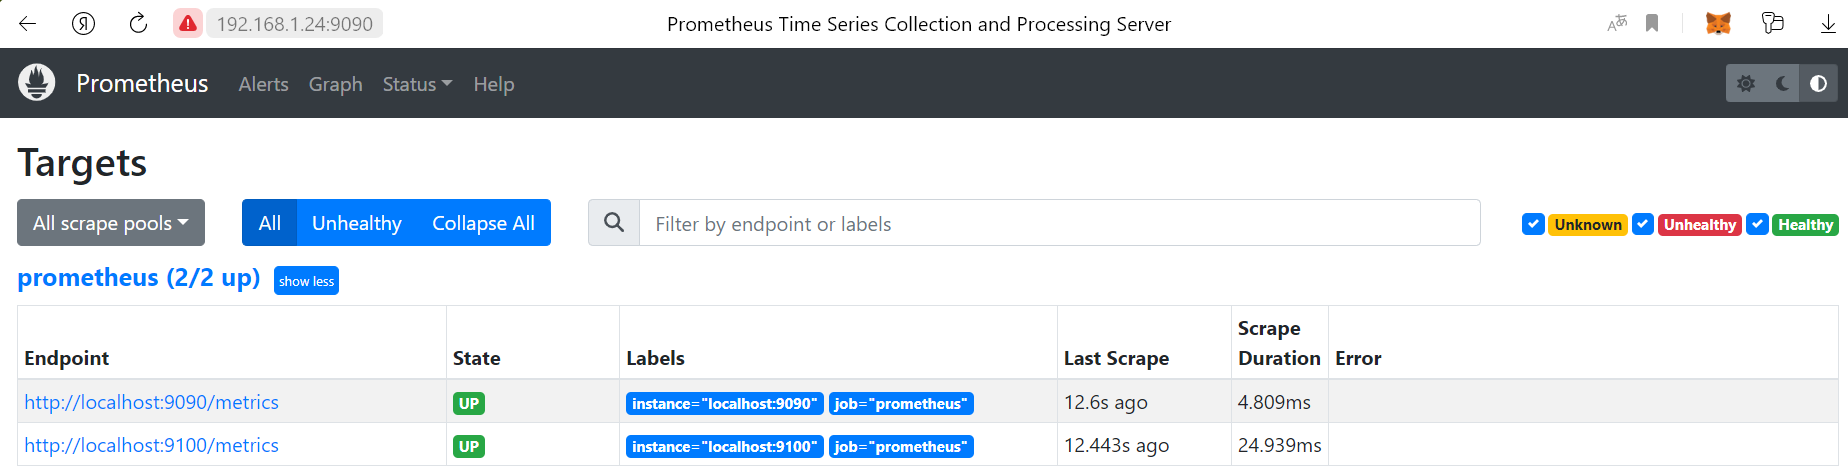 Я 192.168.1.24:9090 Prometheus Time Series Collection and Processing Server
Prometheus Alerts Graph Status Help
Targets
All scrape pools All Unhealthy Collapse All Filter by endpoint or labels Unknown Unhealthy Healthy
prometheus (2/2 up) show less
Endpoint State Labels Last Scrape Scrape Duration Error
http://localhost:9090/metrics UP instance="localhost:9090" job="prometheus" 12.6s ago 4.809ms
http://localhost:9100/metrics UP instance="localhost:9100" job="prometheus" 12.443s ago 24.939ms